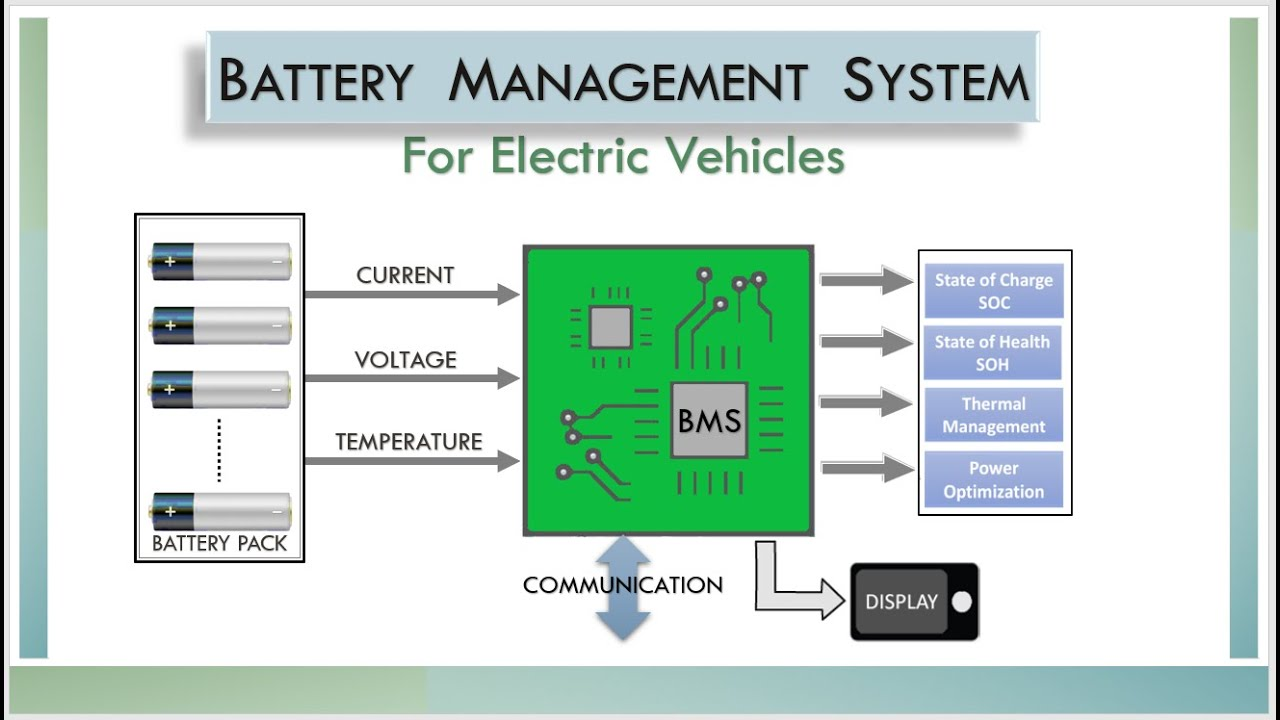 BATTERY MANAGEMENT SYSTEM
For Electric Vehicles
CURRENT
VOLTAGE
TEMPERATURE
+ −
+ −
+ −
+ −
BATTERY PACK
BMS
State of Charge
SOC
State of Health
SOH
Thermal
Management
Power
Optimization
COMMUNICATION
DISPLAY